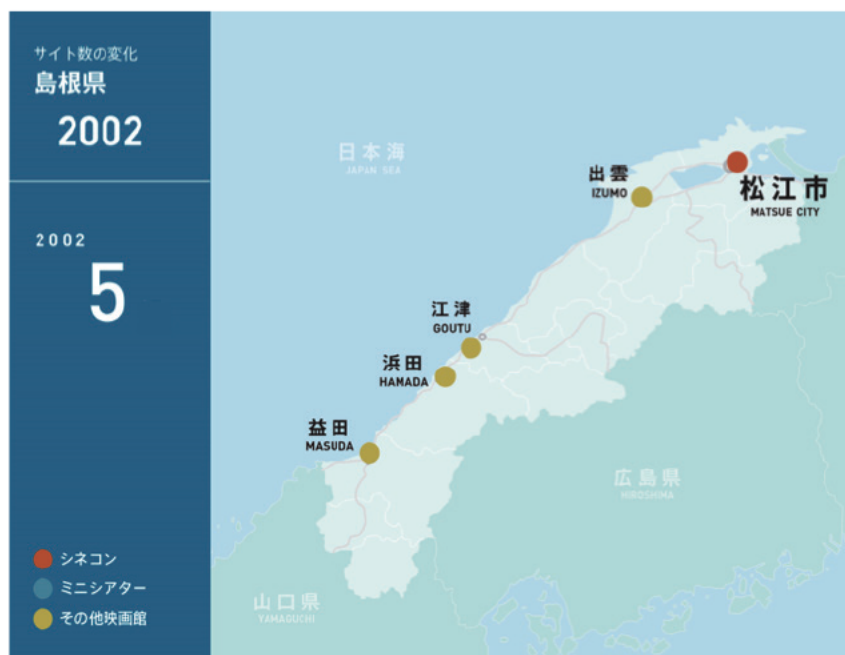 サイト数の変化
島根県
2002
2002
5
シネコン
ミニシアター
その他映画館
日本海
JAPAN SEA
出雲
IZUMO
松江市
MATSUE CITY
江津
GOUTU
浜田
HAMADA
益田
MASUDA
広島県
HIROSHIMA
山口県
YAMAGUCHI